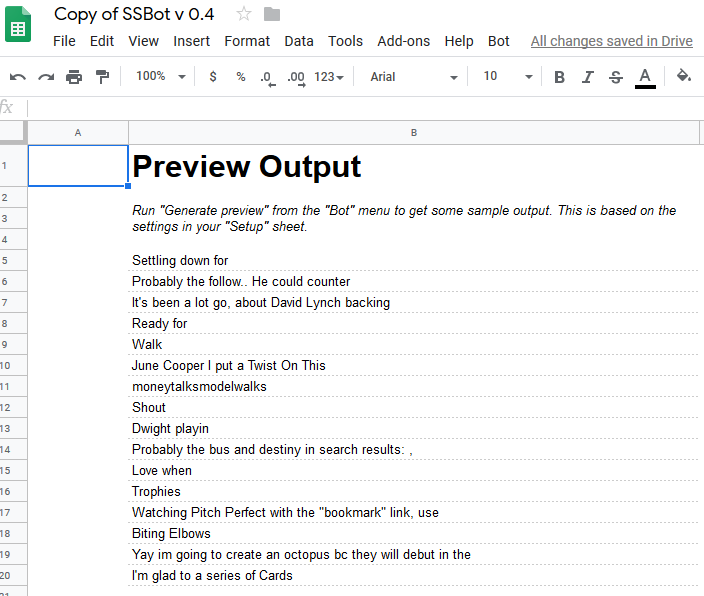 Copy of SSBot v 0.4
File Edit View Insert Format Data Tools Add-ons Help Bot All changes saved in Drive
100% $ % .0 .00 123 Arial 10 B I S A
fx
A B
1 Preview Output
2
3 Run "Generate preview" from the "Bot" menu to get some sample output. This is based on the
settings in your "Setup" sheet.
4
5 Settling down for
6 Probably the follow.. He could counter
7 It's been a lot go, about David Lynch backing
8 Ready for
9 Walk
10 June Cooper I put a Twist On This
11 moneytalksmodelwalks
12 Shout
13 Dwight playin
14 Probably the bus and destiny in search results: ,
15 Love when
16 Trophies
17 Watching Pitch Perfect with the "bookmark" link, use
18 Biting Elbows
19 Yay im going to create an octopus bc they will debut in the
20 I'm glad to a series of Cards